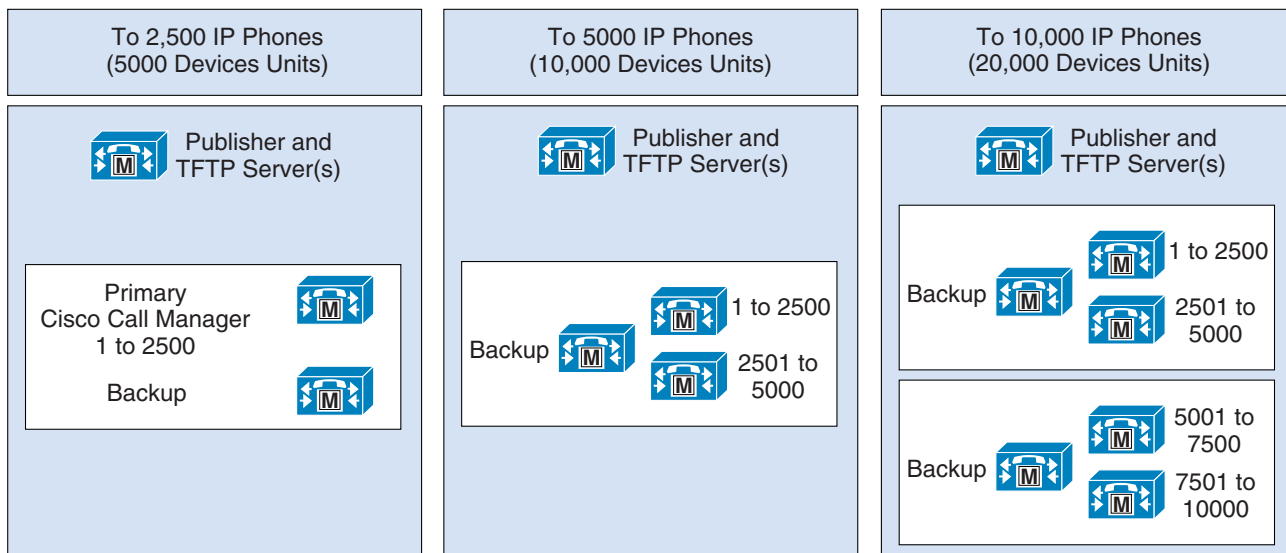 To 2,500 IP Phones
(5000 Devices Units)
Publisher and
TFTP Server(s)
M
Primary
Cisco Call Manager
1 to 2500
M
Backup
M
To 5000 IP Phones
(10,000 Devices Units)
Publisher and
TFTP Server(s)
M
Backup
M
1 to 2500
M
2501 to
5000
M
To 10,000 IP Phones
(20,000 Devices Units)
Publisher and
TFTP Server(s)
M
Backup
M
1 to 2500
M
2501 to
5000
M
Backup
M
5001 to
7500
M
7501 to
10000
M